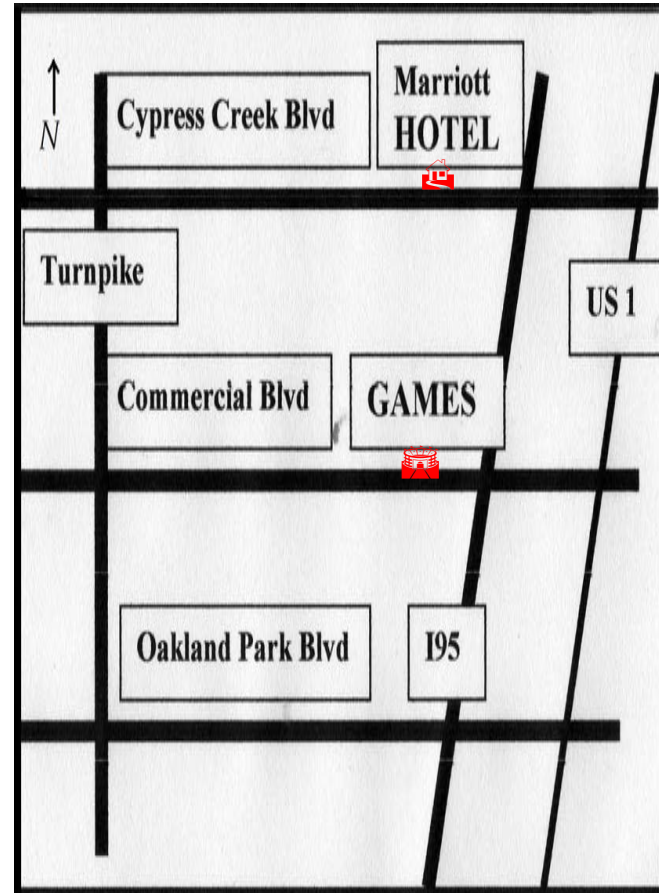 N
Cypress Creek Blvd
Marriott
HOTEL
Turnpike
US 1
Commercial Blvd
GAMES
Oakland Park Blvd
I95